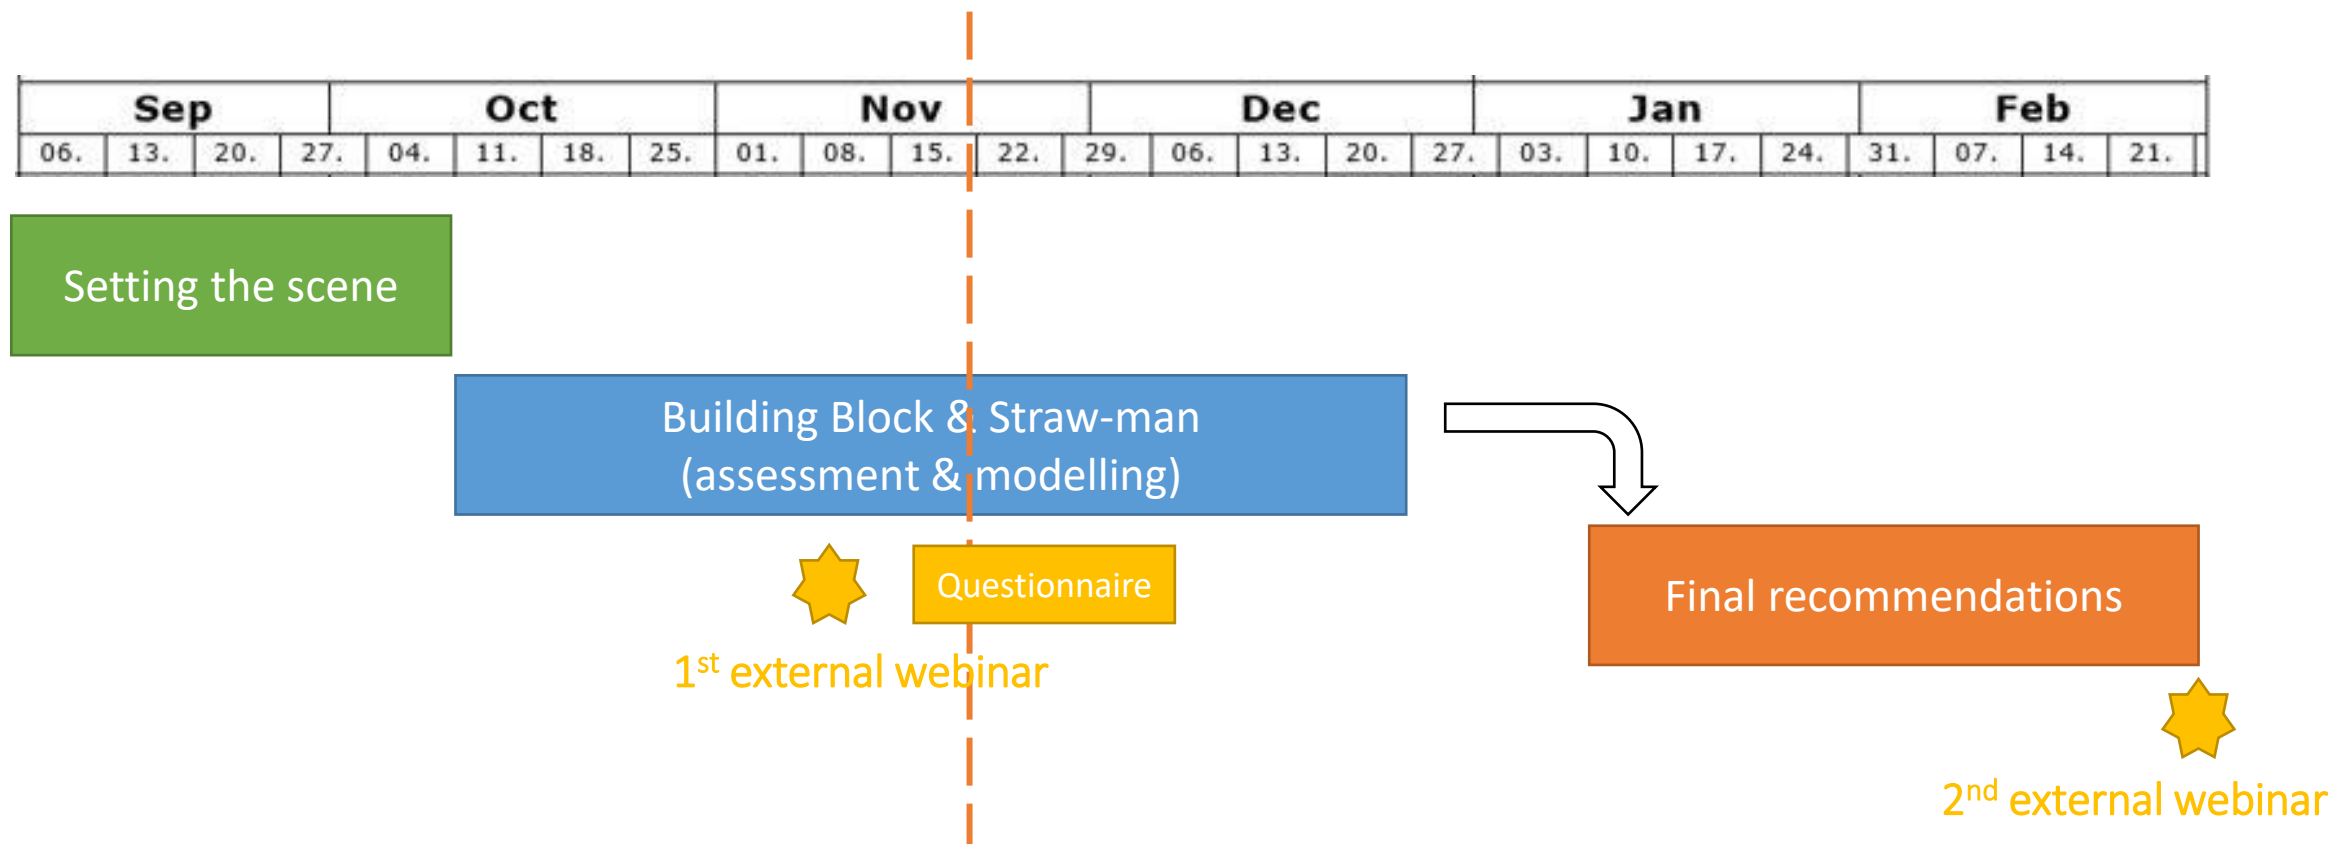 Sep Oct Nov Dec Jan Feb
06. 13. 20. 27. 04. 11. 18. 25. 01. 08. 15. 22. 29. 06. 13. 20. 27. 03. 10. 17. 24. 31. 07. 14. 21.
Setting the scene
Building Block & Straw-man
(assessment & modelling)
Questionnaire
Final recommendations
1st external webinar
2nd external webinar